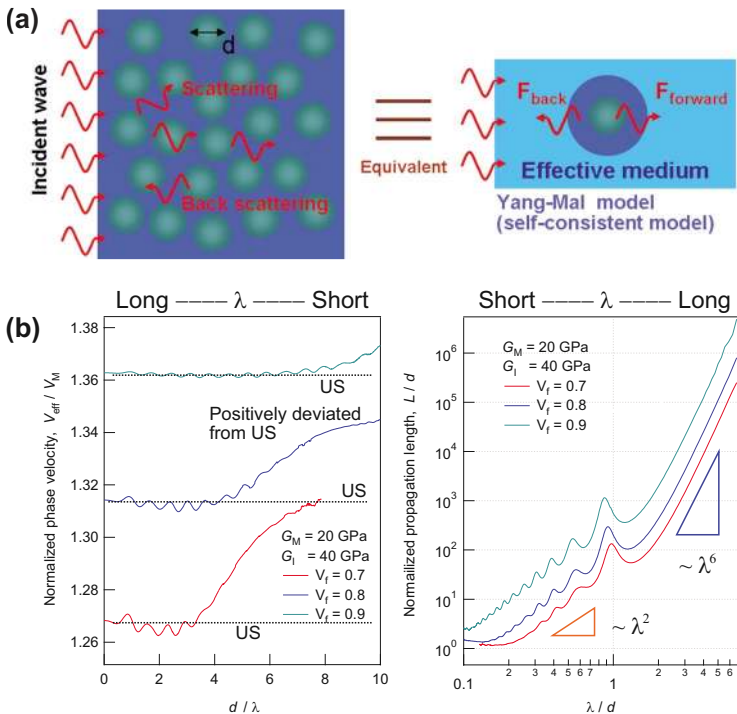 (a)
Incident wave
d
Scattering
Back scattering
Equivalent
F back
F forward
Effective medium
Yang-Mal model
(self-consistent model)
(b)
Long –––– λ –––– Short
1.38
1.36
1.34
1.32
1.30
1.28
1.26
Normalized phase velocity, V_eff / V_M
US
Positively deviated
from US
US
G_M = 20 GPa
G_I = 40 GPa
V_f = 0.7
V_f = 0.8
V_f = 0.9
US
0 2 4 6 8 10
d / λ
Short –––– λ –––– Long
10^6
10^5
10^4
10^3
10^2
10^1
10^0
Normailized propagation length, L / d
G_M = 20 GPa
G_I = 40 GPa
V_f = 0.7
V_f = 0.8
V_f = 0.9
~ λ^6
~ λ^2
0.1 2 3 4 5 6 7 1 2 3 4 5 6
λ / d